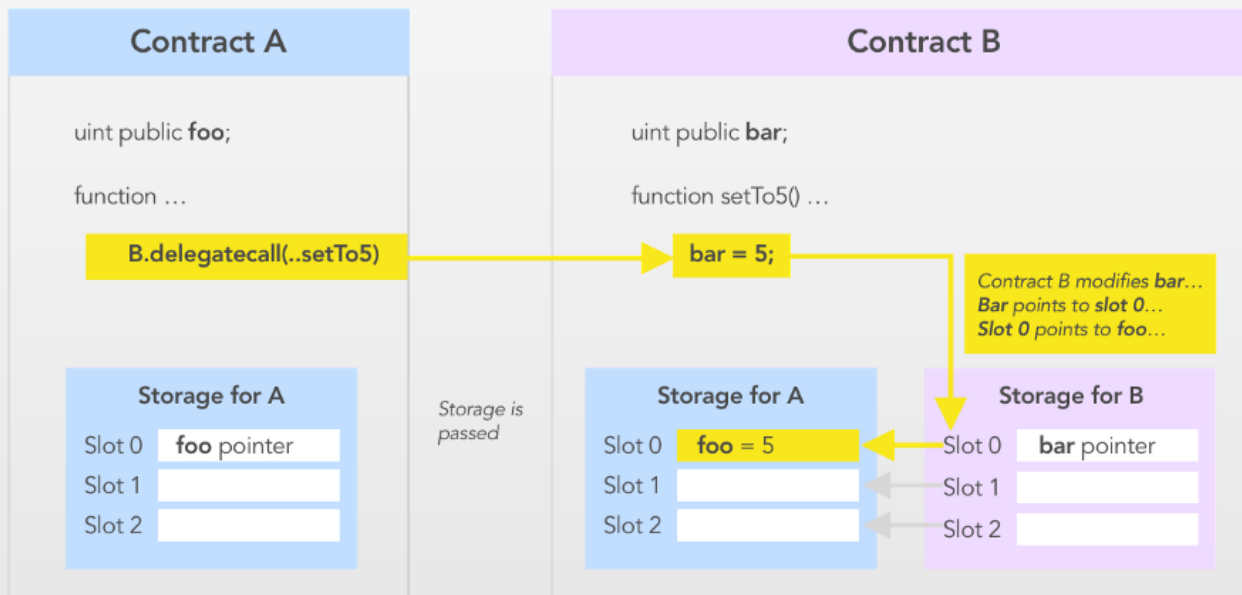 Contract A
uint public foo;
function …
B.delegatecall(..setTo5)
Storage for A
Slot 0 foo pointer
Slot 1
Slot 2
Storage is
passed
Contract B
uint public bar;
function setTo5() …
bar = 5;
Contract B modifies bar…
Bar points to slot 0…
Slot 0 points to foo…
Storage for A
Slot 0 foo = 5
Slot 1
Slot 2
Storage for B
Slot 0 bar pointer
Slot 1
Slot 2